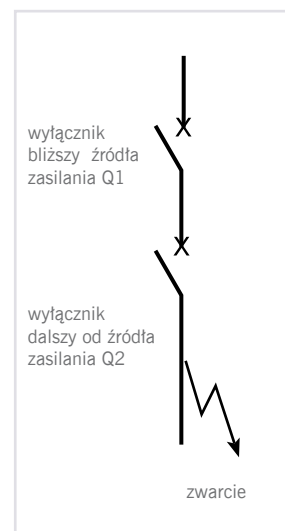 wyłącznik
bliższy źródła
zasilania Q1
wyłącznik
dalszy od źródła
zasilania Q2
zwarcie